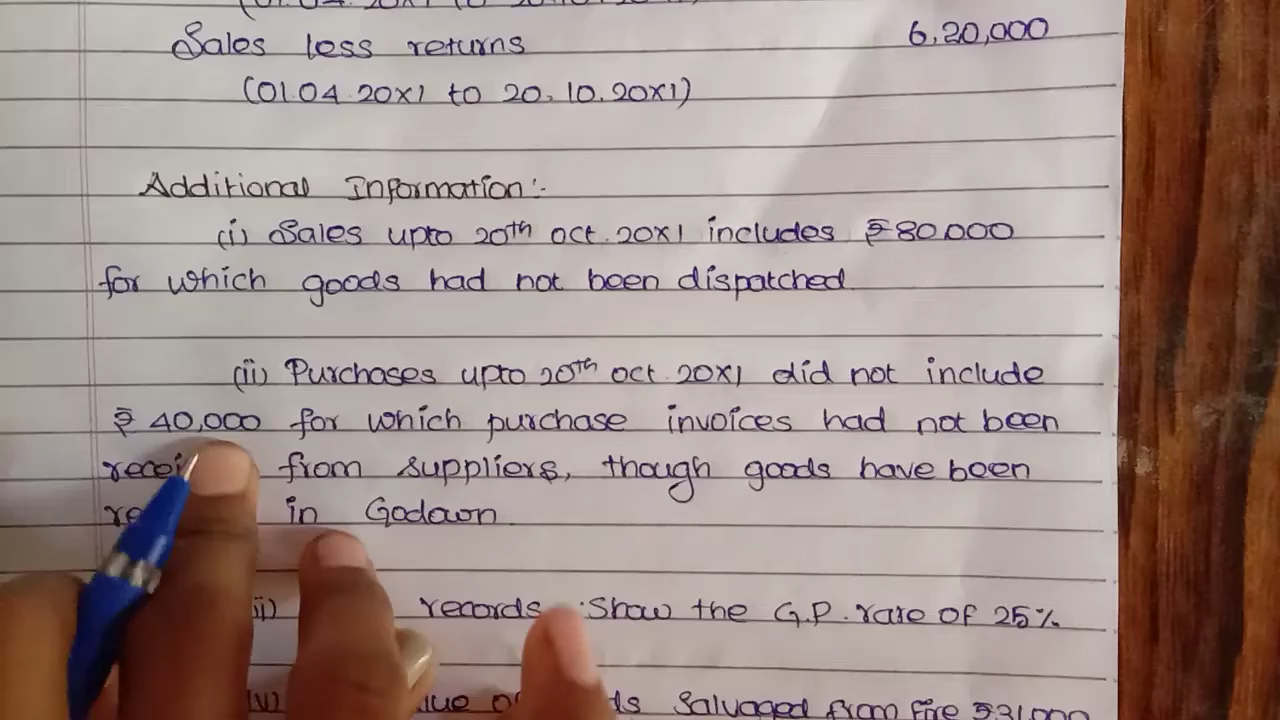 Sales less returns 6,20,000
(01.04.20x1 to 20.10.20x1)
Additional Information:-
(i) Sales upto 20th oct.20x1 includes ₹80,000
for which goods had not been dispatched
(ii) Purchases upto 20th oct.20x1 did not include
₹40,000 for which purchase invoices had not been
from suppliers, though goods have been
in Godown
records show the G.P. rate of 25%
salvaged from fire ₹31,000